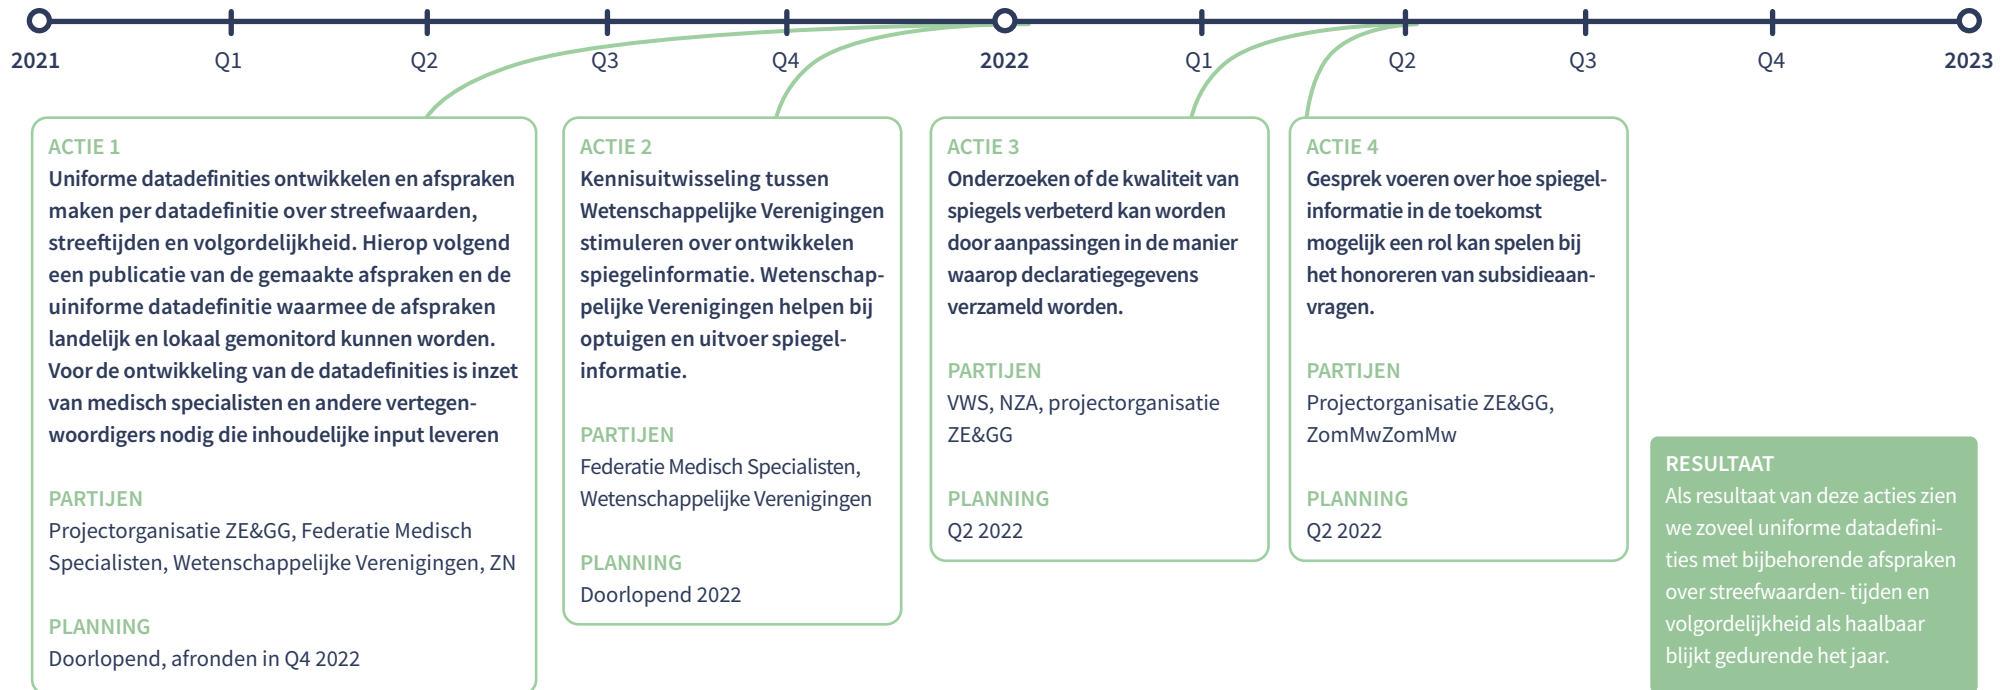 2021 Q1 Q2 Q3 Q4 2022 Q1 Q2 Q3 Q4 2023
ACTIE 1
Uniforme datadefinities ontwikkelen en afspraken
maken per datadefinitie over streefwaarden,
streeftijden en volgordelijkheid. Hierop volgend
een publicatie van de gemaakte afspraken en de
uiniforme datadefinitie waarmee de afspraken
landelijk en lokaal gemonitord kunnen worden.
Voor de ontwikkeling van de datadefinities is inzet
van medisch specialisten en andere vertegen-
woordigers nodig die inhoudelijke input leveren
PARTIJEN
Projectorganisatie ZE&GG, Federatie Medisch
Specialisten, Wetenschappelijke Verenigingen, ZN
PLANNING
Doorlopend, afronden in Q4 2022
ACTIE 2
Kennisuitwisseling tussen
Wetenschappelijke Verenigingen
stimuleren over ontwikkelen
spiegelinformatie. Wetenschap-
pelijke Verenigingen helpen bij
optuigen en uitvoer spiegel-
informatie.
PARTIJEN
Federatie Medisch Specialisten,
Wetenschappelijke Verenigingen
PLANNING
Doorlopend 2022
ACTIE 3
Onderzoeken of de kwaliteit van
spiegels verbeterd kan worden
door aanpassingen in de manier
waarop declaratiegegevens
verzameld worden.
PARTIJEN
VWS, NZA, projectorganisatie
ZE&GG
PLANNING
Q2 2022
ACTIE 4
Gesprek voeren over hoe spiegel-
informatie in de toekomst
mogelijk een rol kan spelen bij
het honoreren van subsidieaan-
vragen.
PARTIJEN
Projectorganisatie ZE&GG,
ZomMwZomMw
PLANNING
Q2 2022
RESULTAAT
Als resultaat van deze acties zien
we zoveel uniforme datadefini-
ties met bijbehorende afspraken
over streefwaarden- tijden en
volgordelijkheid als haalbaar
blijkt gedurende het jaar.